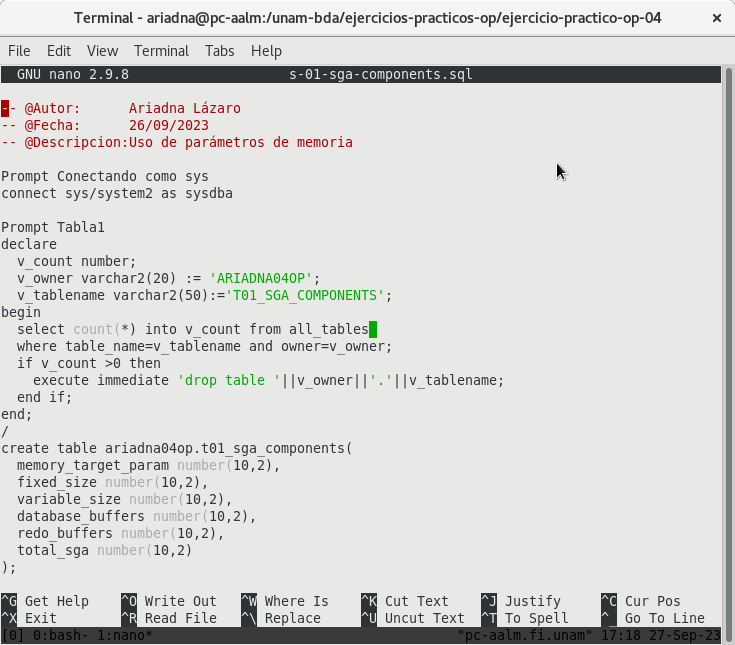 Terminal - ariadna@pc-aalm:/unam-bda/ejercicios-practicos-op/ejercicio-practico-op-04
File Edit View Terminal Tabs Help
GNU nano 2.9.8 s-01-sga-components.sql
-- @Autor: Ariadna Lázaro
-- @Fecha: 26/09/2023
-- @Descripcion:Uso de parámetros de memoria
Prompt Conectando como sys
connect sys/system2 as sysdba
Prompt Tabla1
declare
  v_count number;
  v_owner varchar2(20) := 'ARIADNA04OP';
  v_tablename varchar2(50):='T01_SGA_COMPONENTS';
begin
  select count(*) into v_count from all_tables
  where table_name=v_tablename and owner=v_owner;
  if v_count >0 then
    execute immediate 'drop table '||v_owner||'.'||v_tablename;
  end if;
end;
/
create table ariadna04op.t01_sga_components(
  memory_target_param number(10,2),
  fixed_size number(10,2),
  variable_size number(10,2),
  database_buffers number(10,2),
  redo_buffers number(10,2),
  total_sga number(10,2)
);
^G Get Help ^O Write Out ^W Where Is ^K Cut Text ^J Justify ^C Cur Pos
^X Exit ^R Read File ^\ Replace ^U Uncut Text ^T To Spell ^_ Go To Line
[0] 0:bash- 1:nano* "pc-aalm.fi.unam" 17:18 27-Sep-23